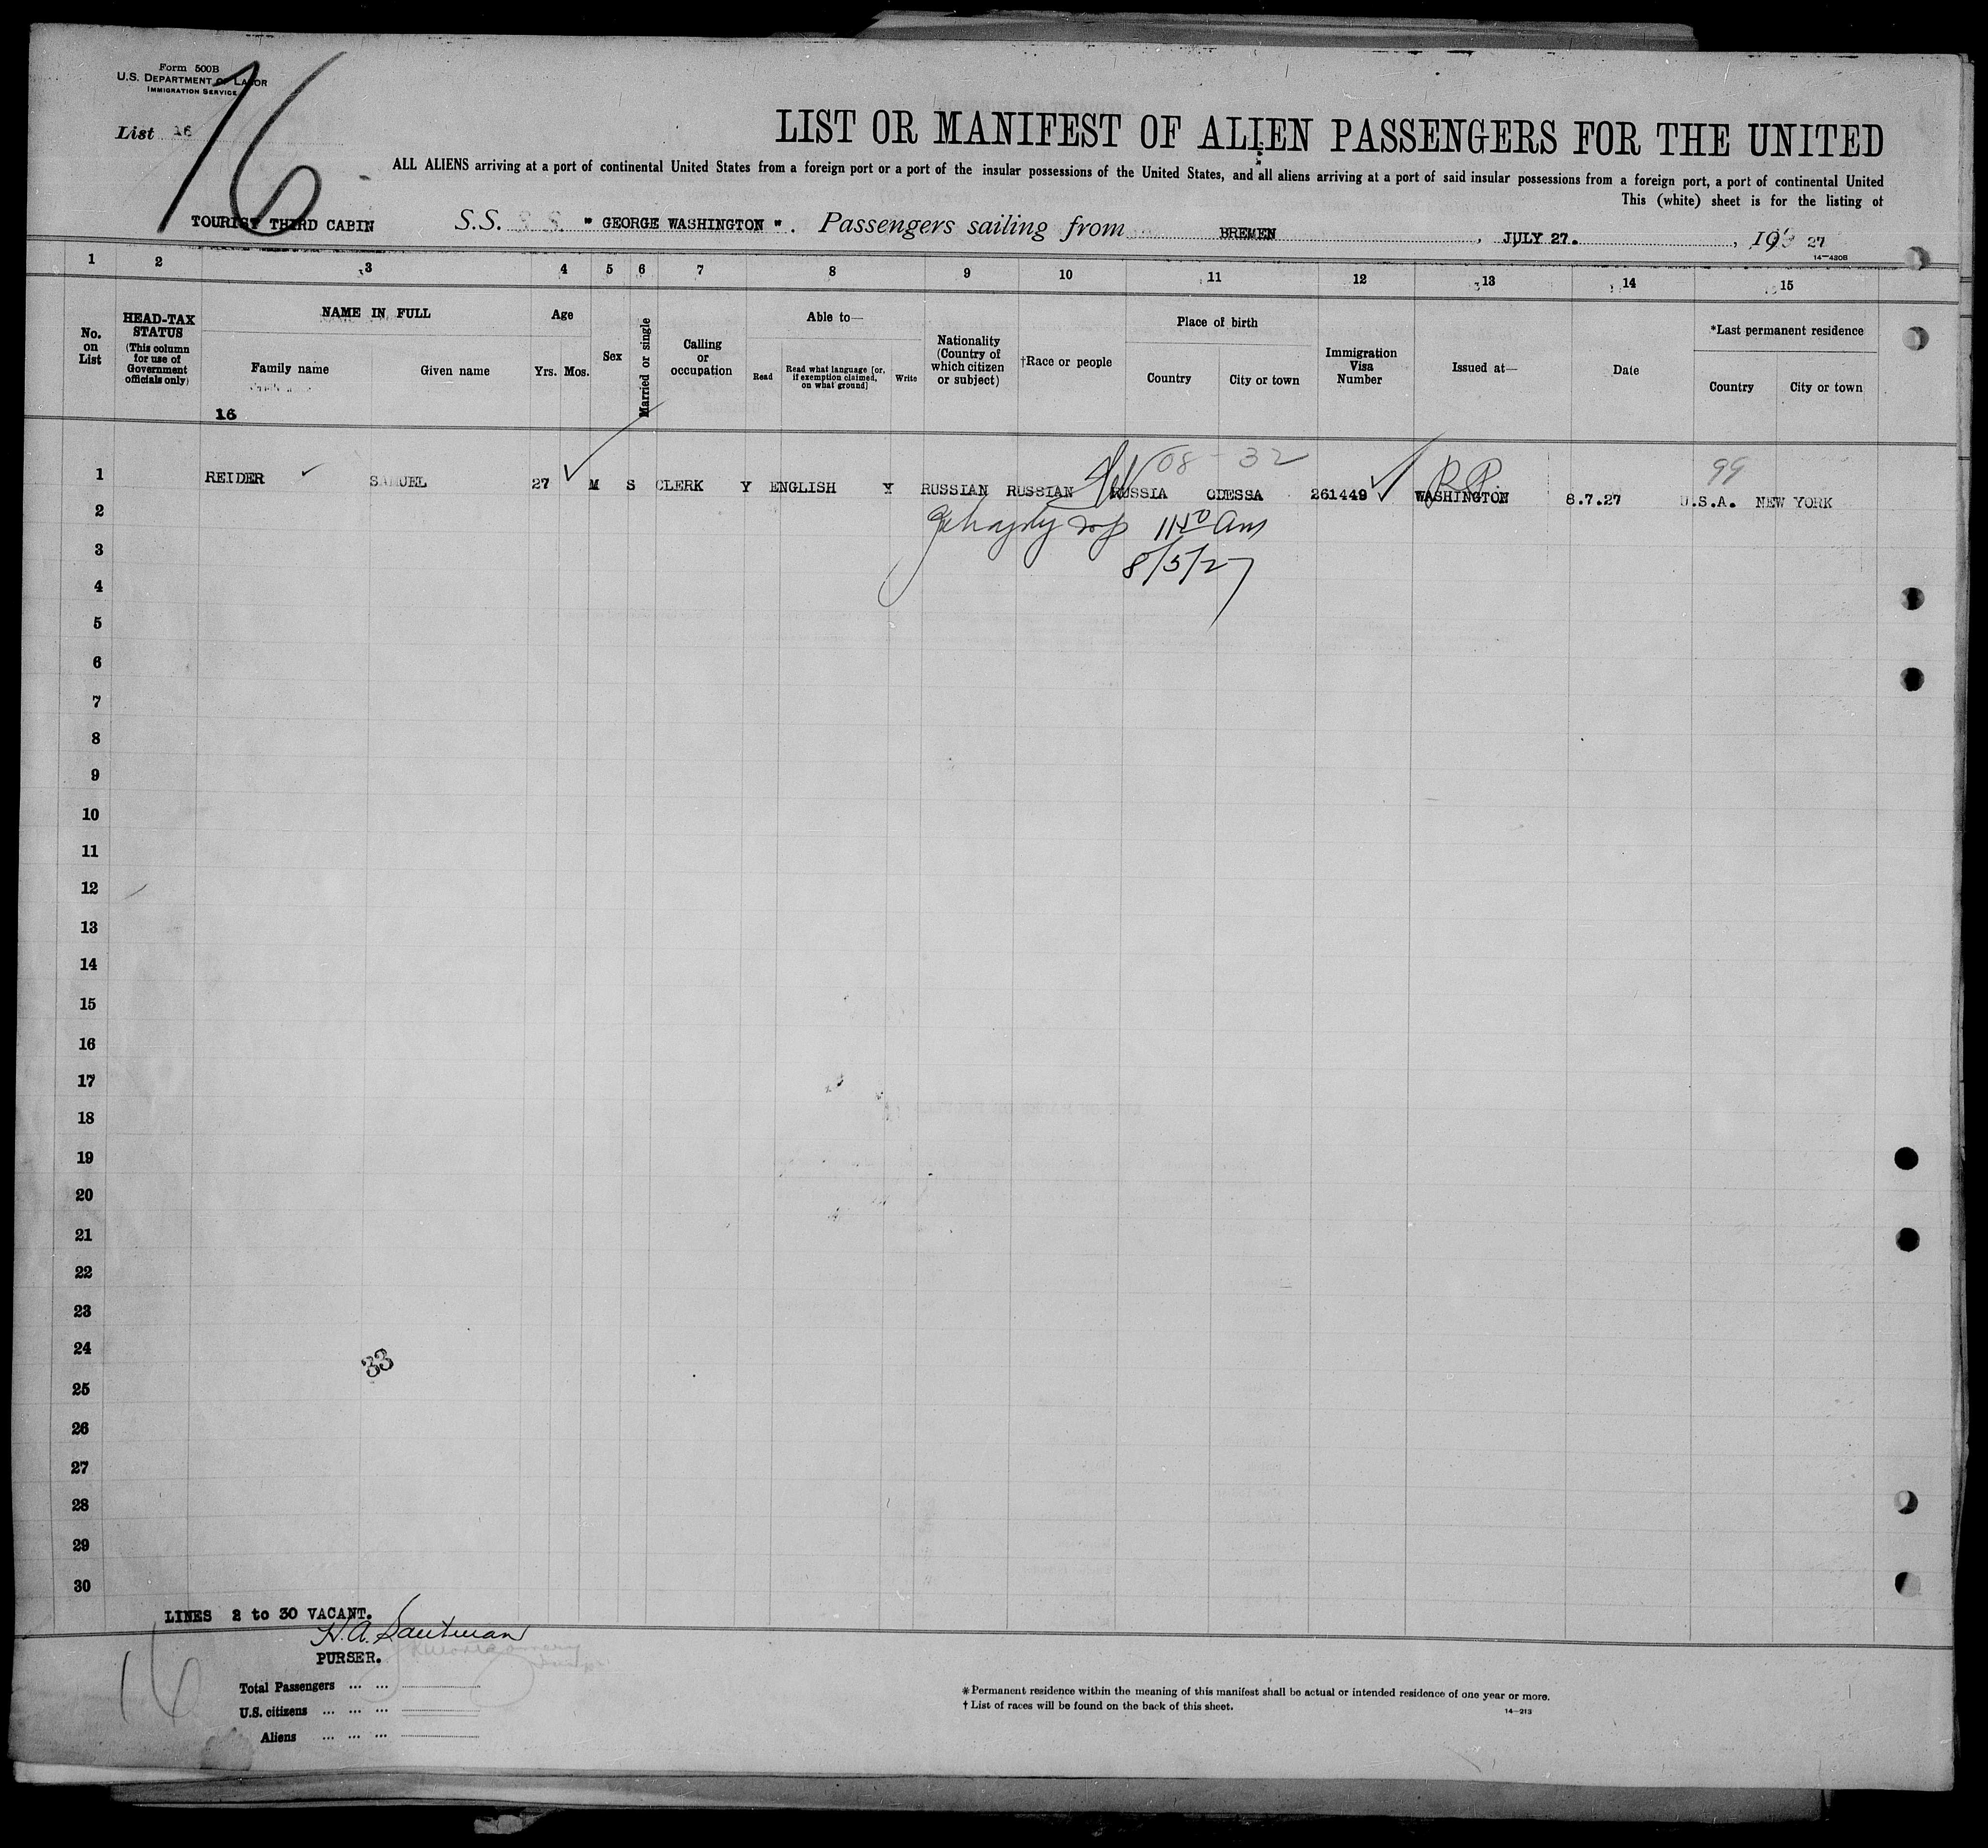 Form 500B
U.S. DEPARTMENT OF LABOR
IMMIGRATION SERVICE
List 16
16
LIST OR MANIFEST OF ALIEN PASSENGERS FOR THE UNITED
ALL ALIENS arriving at a port of continental United States from a foreign port or a port of the insular possessions of the United States, and all aliens arriving at a port of said insular possessions from a foreign port, a port of continental United
This (white) sheet is for the listing of
TOURIST THIRD CABIN S.S. "GEORGE WASHINGTON". Passengers sailing from BREMEN, JULY 27., 19 27
14—430B
1 2 3 4 5 6 7 8 9 10 11 12 13 14 15
No. on List
HEAD-TAX STATUS (This column for use of Government officials only)
NAME IN FULL
Family name Given name
16
Age
Yrs. Mos.
Sex
Married or single
Calling or occupation
Able to—
Read Read what language [or, if exemption claimed, on what ground] Write
Nationality (Country of which citizen or subject)
†Race or people
Place of birth
Country City or town
Immigration Visa Number
Issued at—
Date
*Last permanent residence
Country City or town
08-32 R.P. 99
1 REIDER SAMUEL 27 M S CLERK Y ENGLISH Y RUSSIAN RUSSIAN RUSSIA ODESSA 261449 WASHINGTON 8.7.27 U.S.A. NEW YORK
2 1150 Am
3 8/5/27
4
5
6
7
8
9
10
11
12
13
14
15
16
17
18
19
20
21
22
23
24
33
25
26
27
28
29
30
LINES 2 to 30 VACANT.
H.A. Lautman
PURSER.
16
Total Passengers ... ...
U.S. citizens ... ... ...
Aliens ... ... ...
* Permanent residence within the meaning of this manifest shall be actual or intended residence of one year or more.
† List of races will be found on the back of this sheet.
14—213